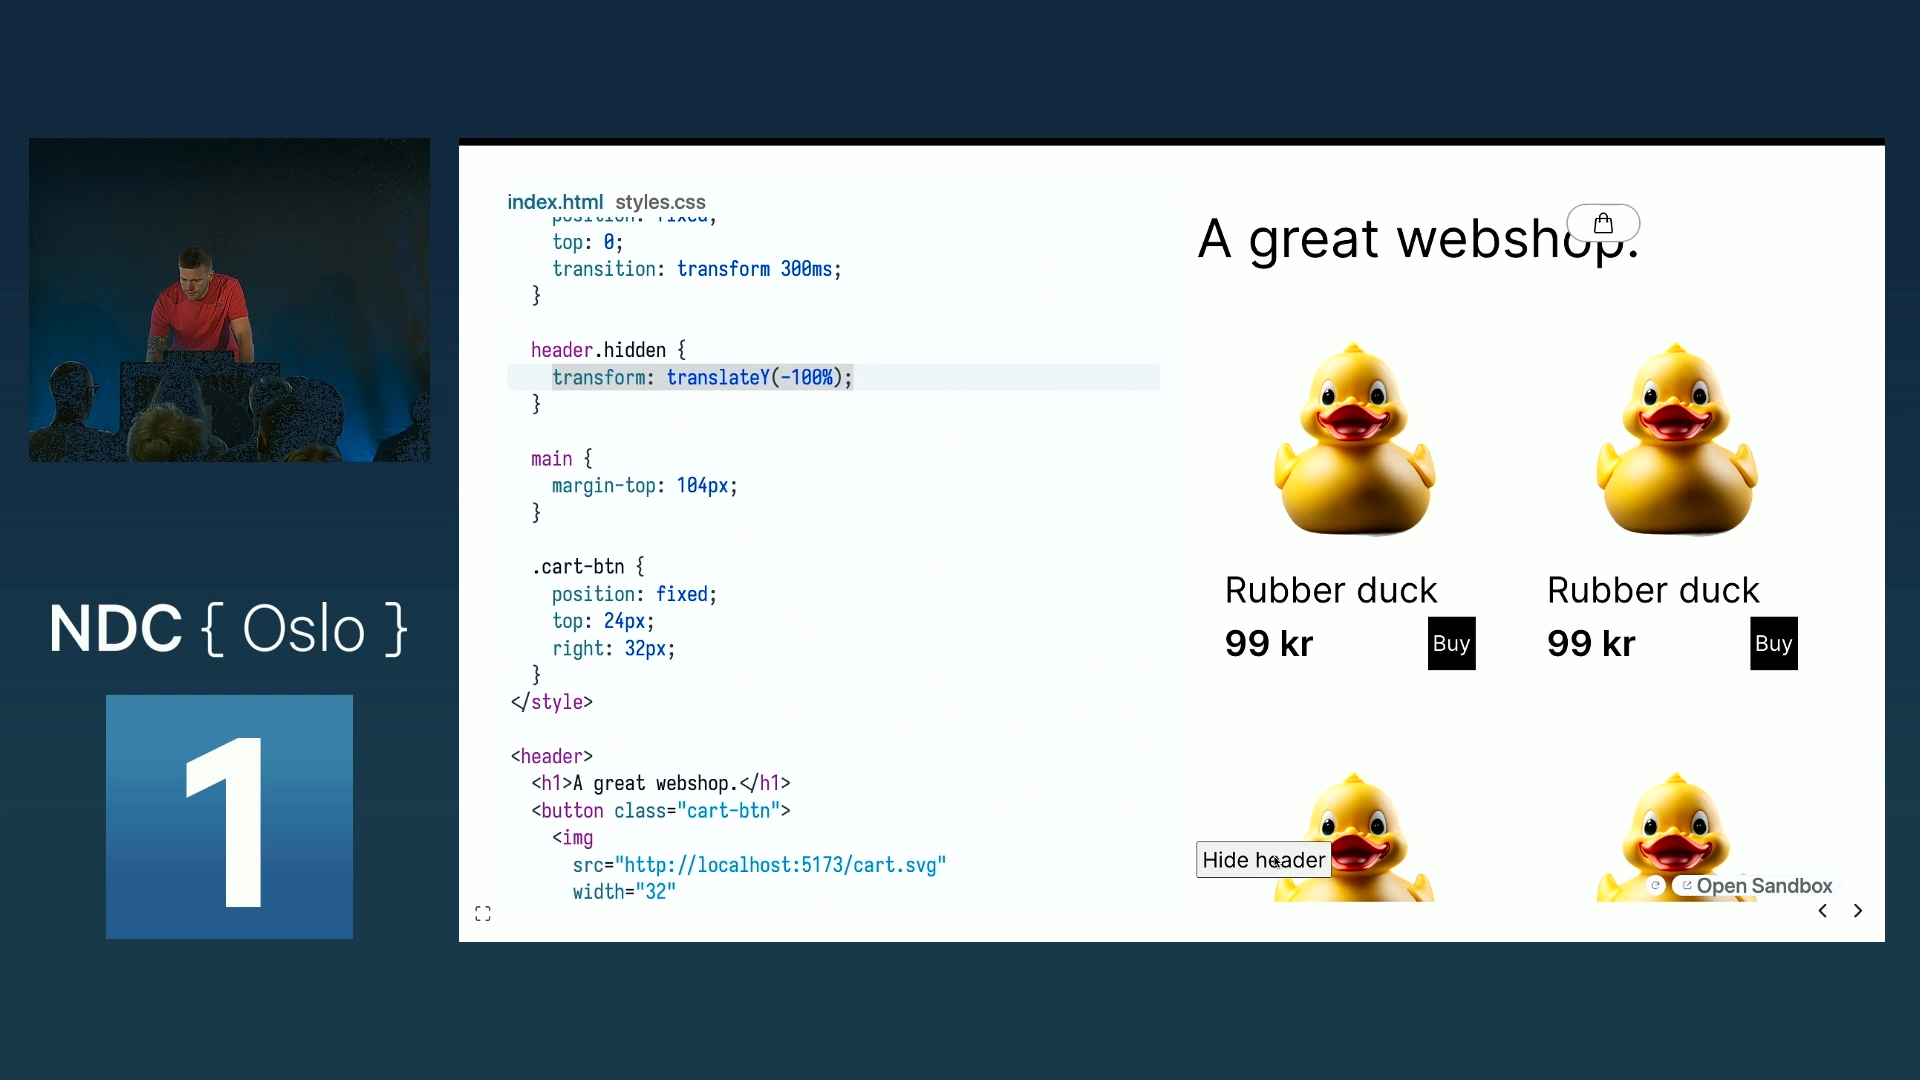 NDC { Oslo }
1
index.html styles.css
position: fixed;
top: 0;
transition: transform 300ms;
}
header.hidden {
transform: translateY(-100%);
}
main {
margin-top: 104px;
}
.cart-btn {
position: fixed;
top: 24px;
right: 32px;
}
</style>
<header>
<h1>A great webshop.</h1>
<button class="cart-btn">
<img
src="http://localhost:5173/cart.svg"
width="32"
A great webshop.
Rubber duck
99 kr
Buy
Rubber duck
99 kr
Buy
Hide header
Open Sandbox